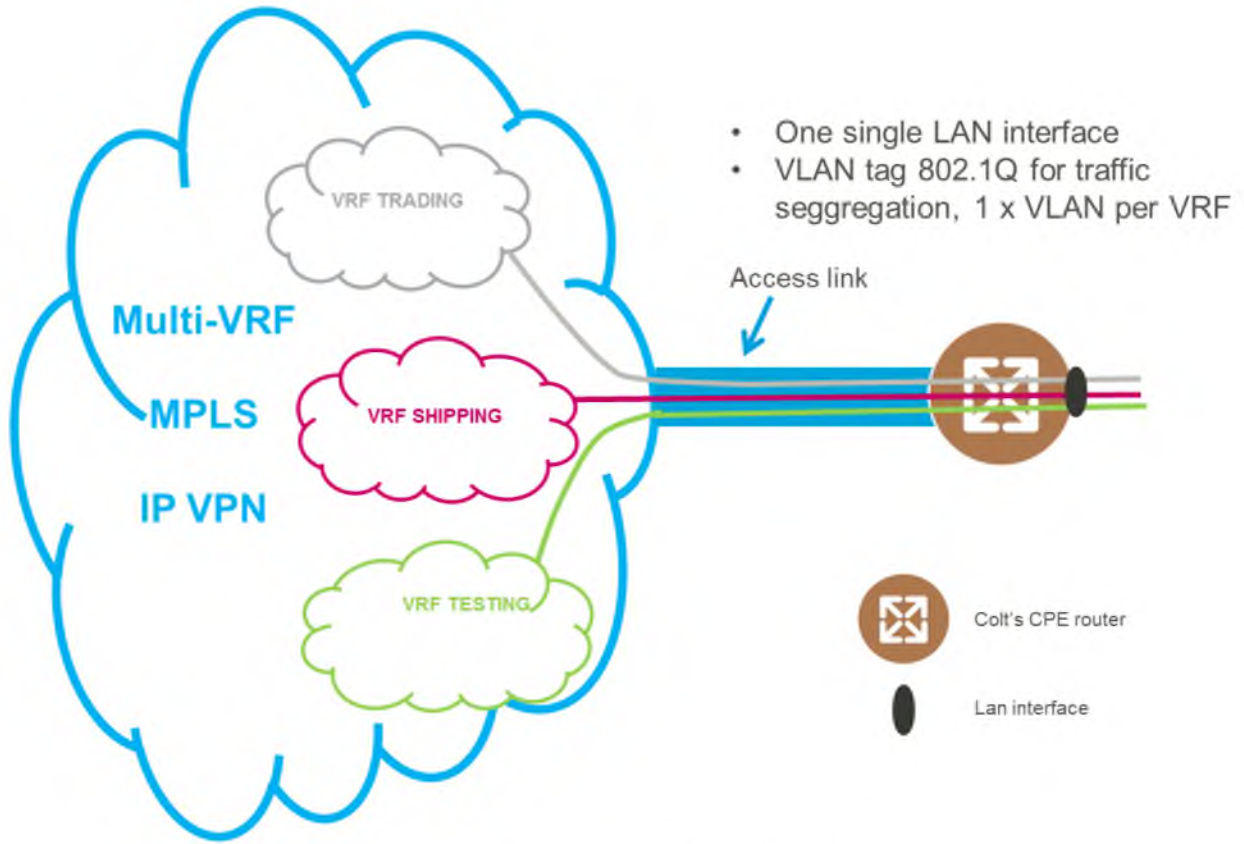 • One single LAN interface
• VLAN tag 802.1Q for traffic
seggregation, 1 x VLAN per VRF
VRF TRADING
Access link
Multi-VRF
MPLS
IP VPN
VRF SHIPPING
VRF TESTING
Colt's CPE router
Lan interface